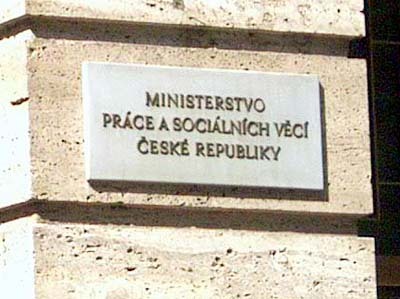 MINISTERSTVO
PRÁCE A SOCIÁLNÍCH VĚCÍ
ČESKÉ REPUBLIKY